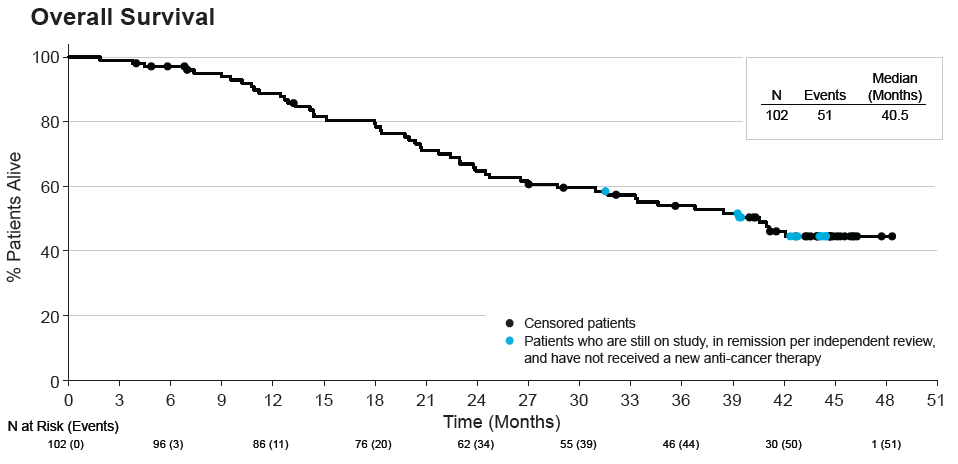 Overall Survival
100
80
60
40
20
0
% Patients Alive
Median
N Events (Months)
102 51 40.5
Censored patients
Patients who are still on study, in remission per independent review,
and have not received a new anti-cancer therapy
0 3 6 9 12 15 18 21 24 27 30 33 36 39 42 45 48 51
Time (Months)
N at Risk (Events)
102 (0) 96 (3) 86 (11) 76 (20) 62 (34) 55 (39) 46 (44) 30 (50) 1 (51)